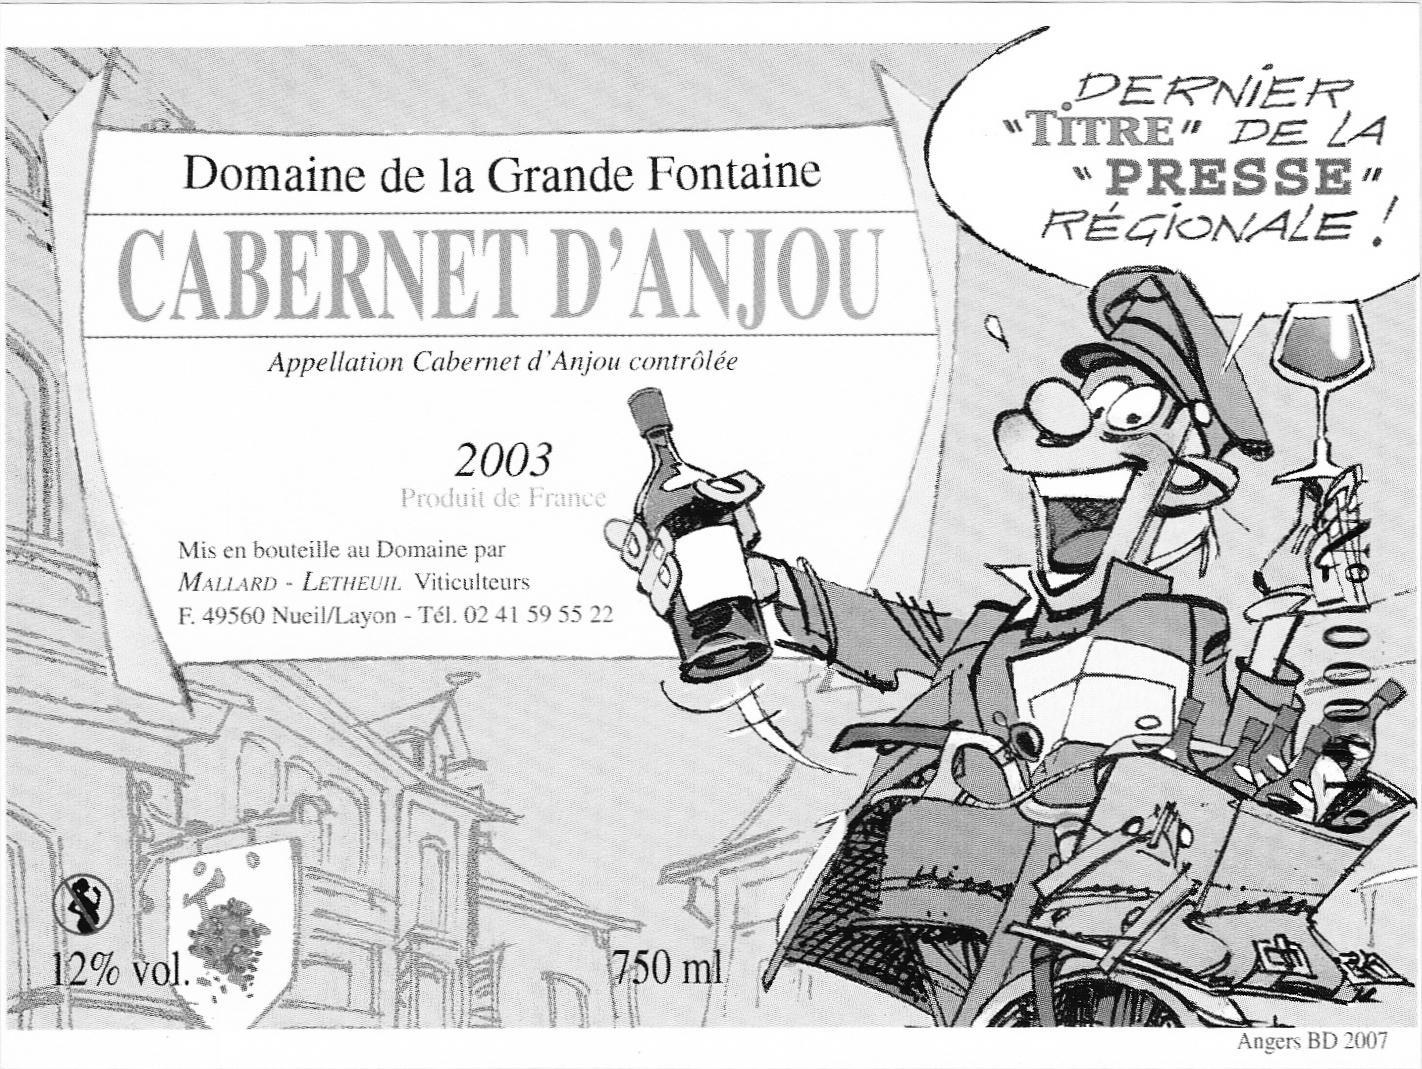 DERNIER
"TITRE" DE LA
"PRESSE"
RÉGIONALE !
Domaine de la Grande Fontaine
CABERNET D'ANJOU
Appellation Cabernet d'Anjou contrôlée
2003
Produit de France
Mis en bouteille au Domaine par
MALLARD - LETHEUIL Viticulteurs
F. 49560 Nueil/Layon - Tél. 02 41 59 55 22
12% vol.
750 ml
Angers BD 2007